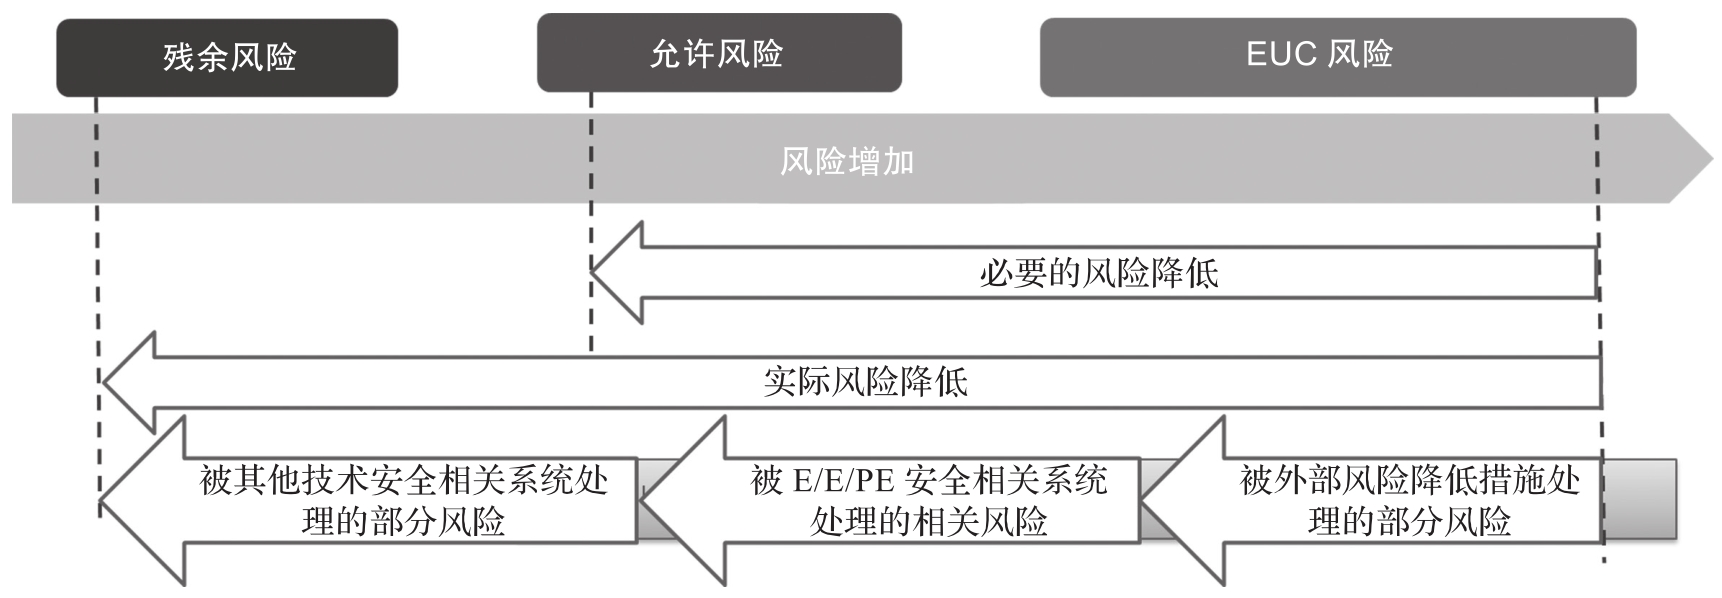 残余风险
允许风险
EUC 风险
风险增加
必要的风险降低
实际风险降低
被其他技术安全相关系统处
理的部分风险
被 E/E/PE 安全相关系统
处理的相关风险
被外部风险降低措施处
理的部分风险